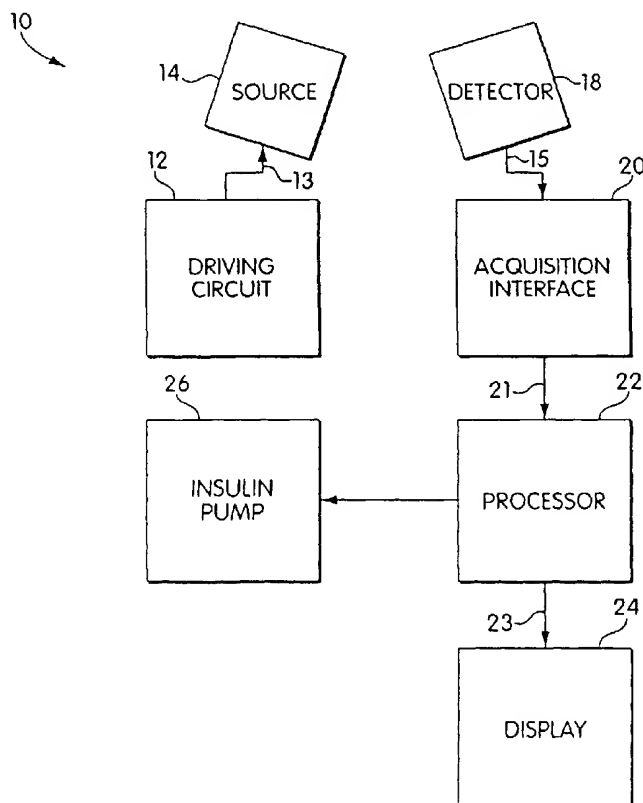 10
14
SOURCE
DETECTOR
18
12
13
15
20
DRIVING
CIRCUIT
ACQUISITION
INTERFACE
26
21
22
INSULIN
PUMP
PROCESSOR
23
24
DISPLAY